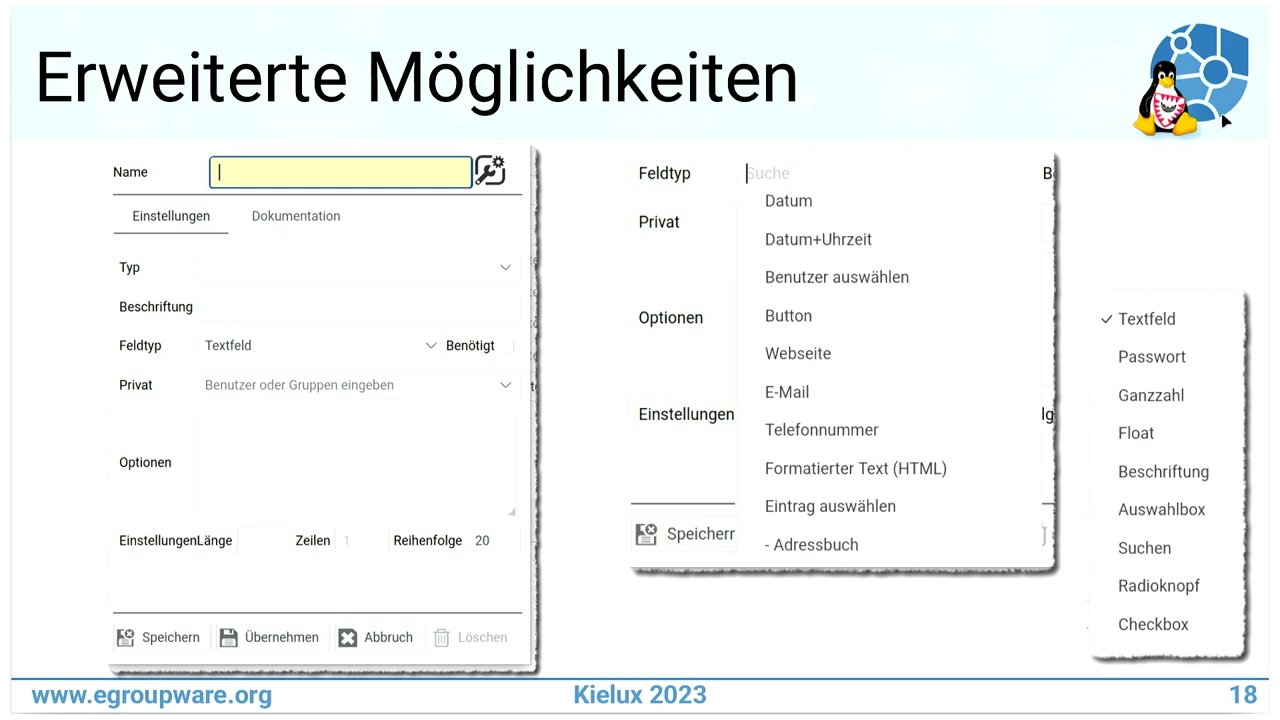 Erweiterte Möglichkeiten
Name
Einstellungen Dokumentation
Typ
Beschriftung
Feldtyp Textfeld Benötigt
Privat Benutzer oder Gruppen eingeben
Optionen
EinstellungenLänge Zeilen 1 Reihenfolge 20
Speichern Übernehmen Abbruch Löschen
Feldtyp Suche
Privat
Optionen
Einstellungen
Speichern
Datum
Datum+Uhrzeit
Benutzer auswählen
Button
Webseite
E-Mail
Telefonnummer
Formatierter Text (HTML)
Eintrag auswählen
- Adressbuch
Textfeld
Passwort
Ganzzahl
Float
Beschriftung
Auswahlbox
Suchen
Radioknopf
Checkbox
www.egroupware.org Kielux 2023 18